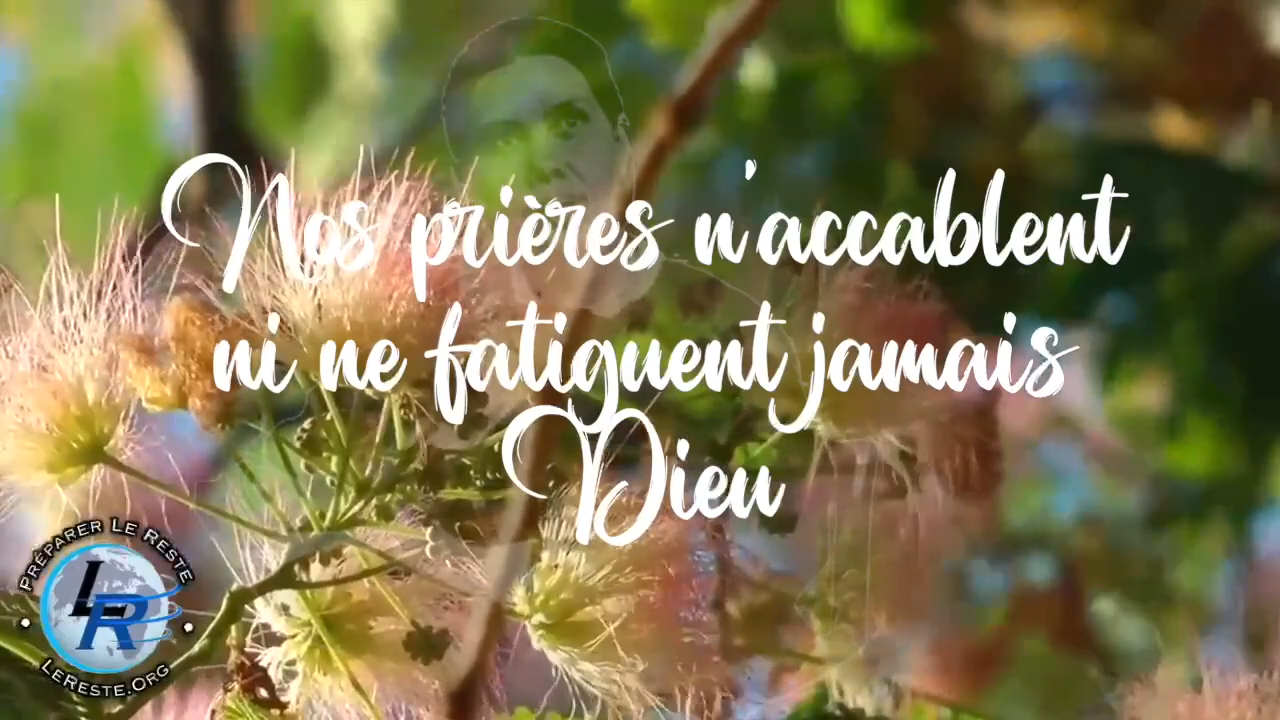 Nos prières n'accablent
ni ne fatiguent jamais
Dieu
Préparer Le Reste
LR
LeReste.Org